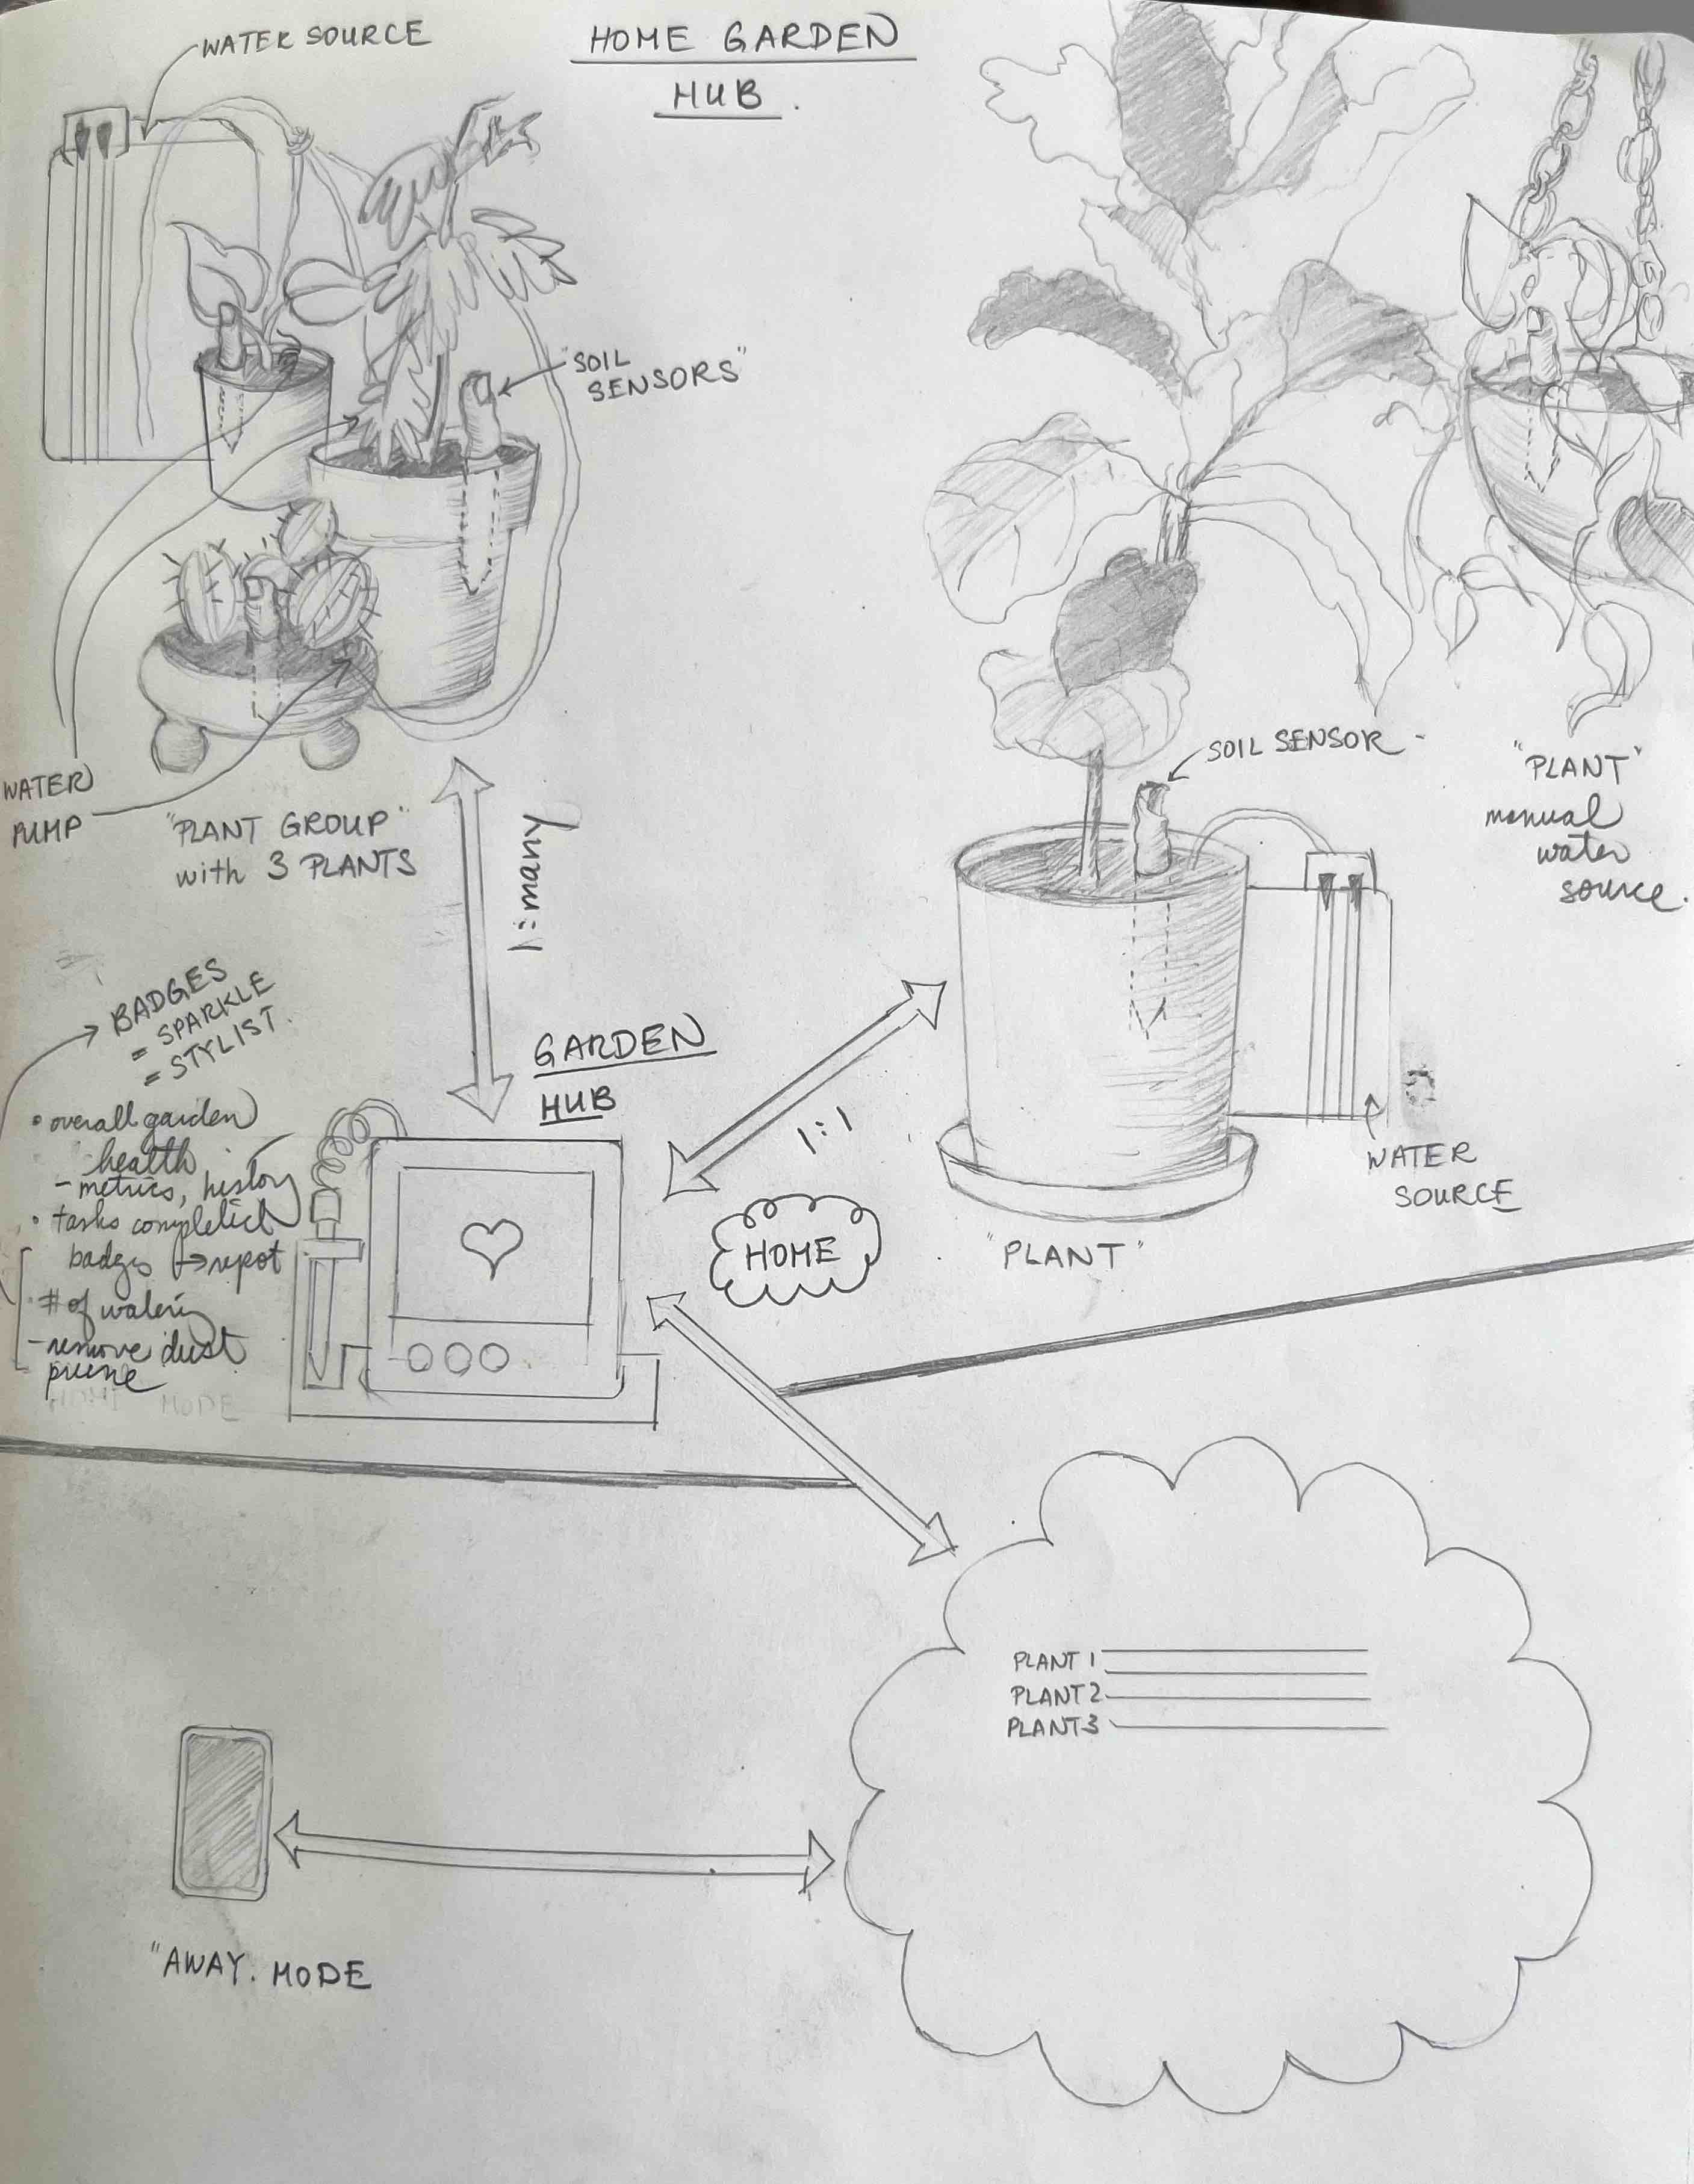 WATER SOURCE
HOME GARDEN
HUB.
"SOIL
SENSORS"
WATER
PUMP
"PLANT GROUP"
with 3 PLANTS
1:many
SOIL SENSOR
"PLANT"
manual
water
source.
BADGES
= SPARKLE
= STYLIST.
• overall garden
health
- metrics, history
• tasks completed
badges → repot
• # of watering
- remove dust
prune
MODE
GARDEN
HUB
1:1
HOME
"PLANT"
WATER
SOURCE
PLANT 1
PLANT 2
PLANT 3
"AWAY. MODE